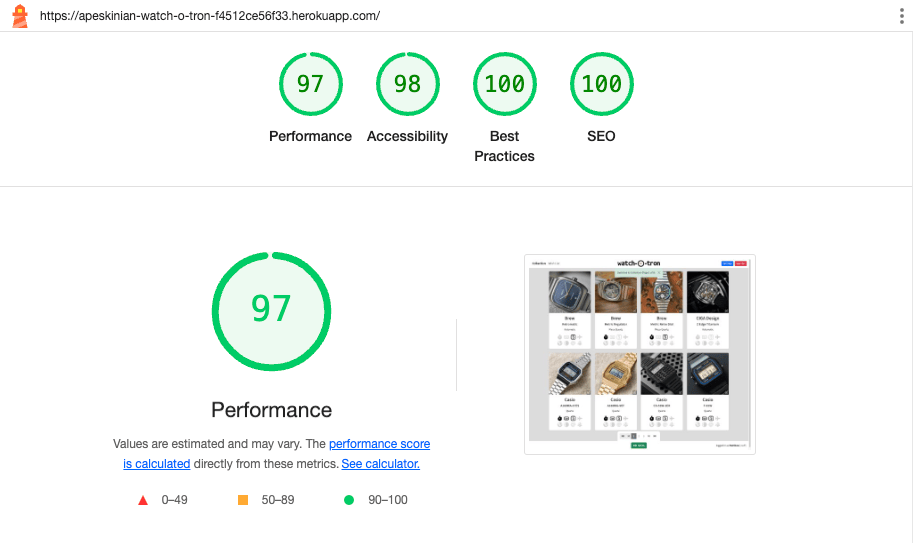 https://apeskinian-watch-o-tron-f4512ce56f33.herokuapp.com/
97
98
100
100
Performance
Accessibility
Best
Practices
SEO
97
Performance
Values are estimated and may vary. The performance score
is calculated directly from these metrics. See calculator.
0–49
50–89
90–100
watch-o-tron
Brew
Brew
Brew
Casio
Casio
Casio
Casio